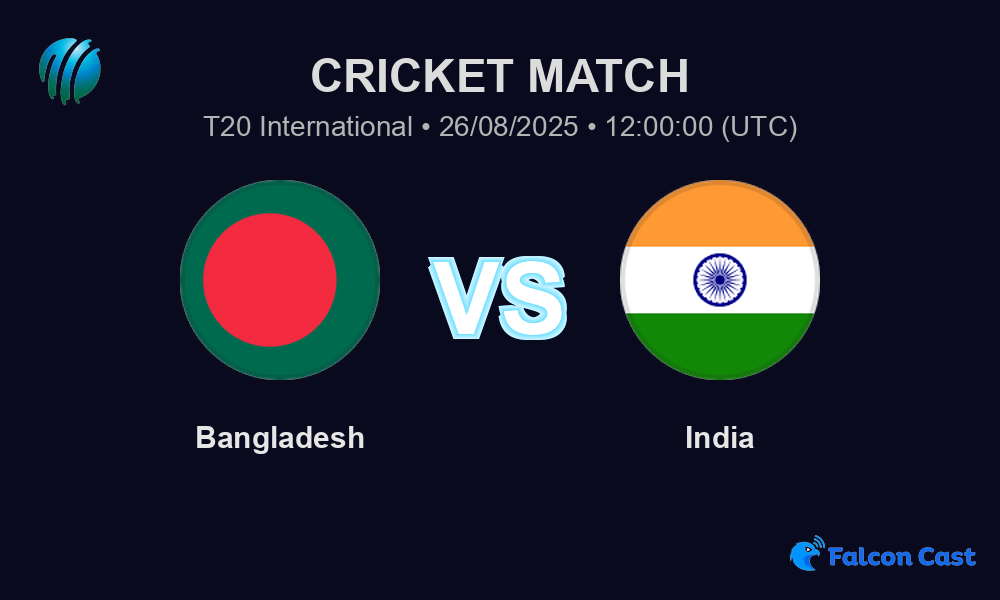 CRICKET MATCH
T20 International • 26/08/2025 • 12:00:00 (UTC)
VS
Bangladesh
India
Falcon Cast